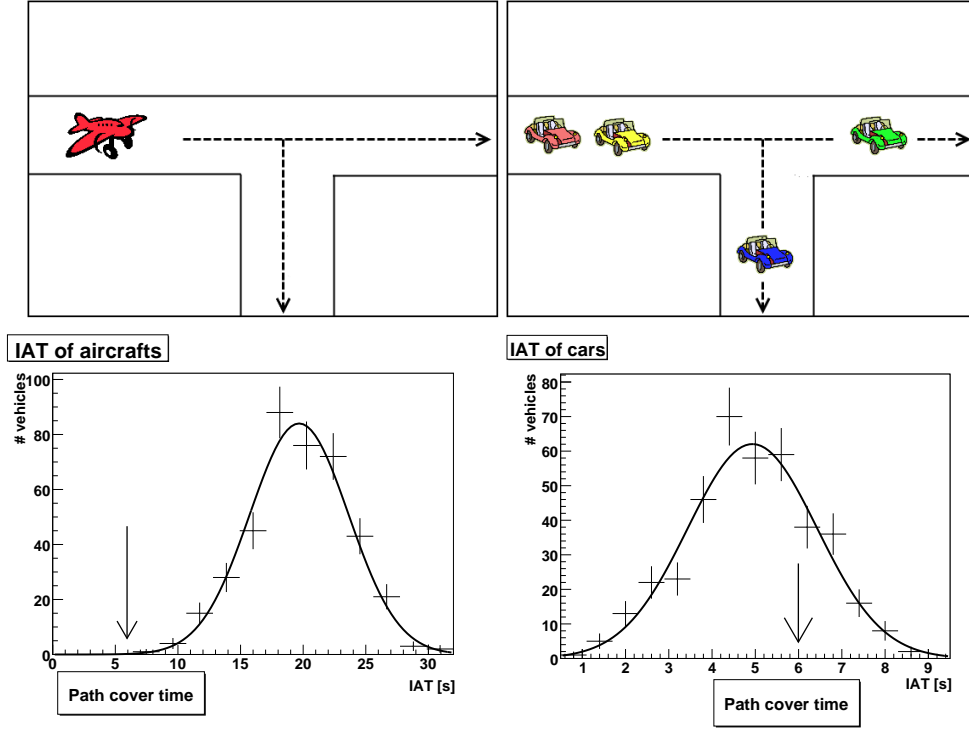 IAT of aircrafts
# vehicles
100
80
60
40
20
0
0 5 10 15 20 25 30
IAT [s]
Path cover time
IAT of cars
# vehicles
80
70
60
50
40
30
20
10
0
1 2 3 4 5 6 7 8 9
IAT [s]
Path cover time